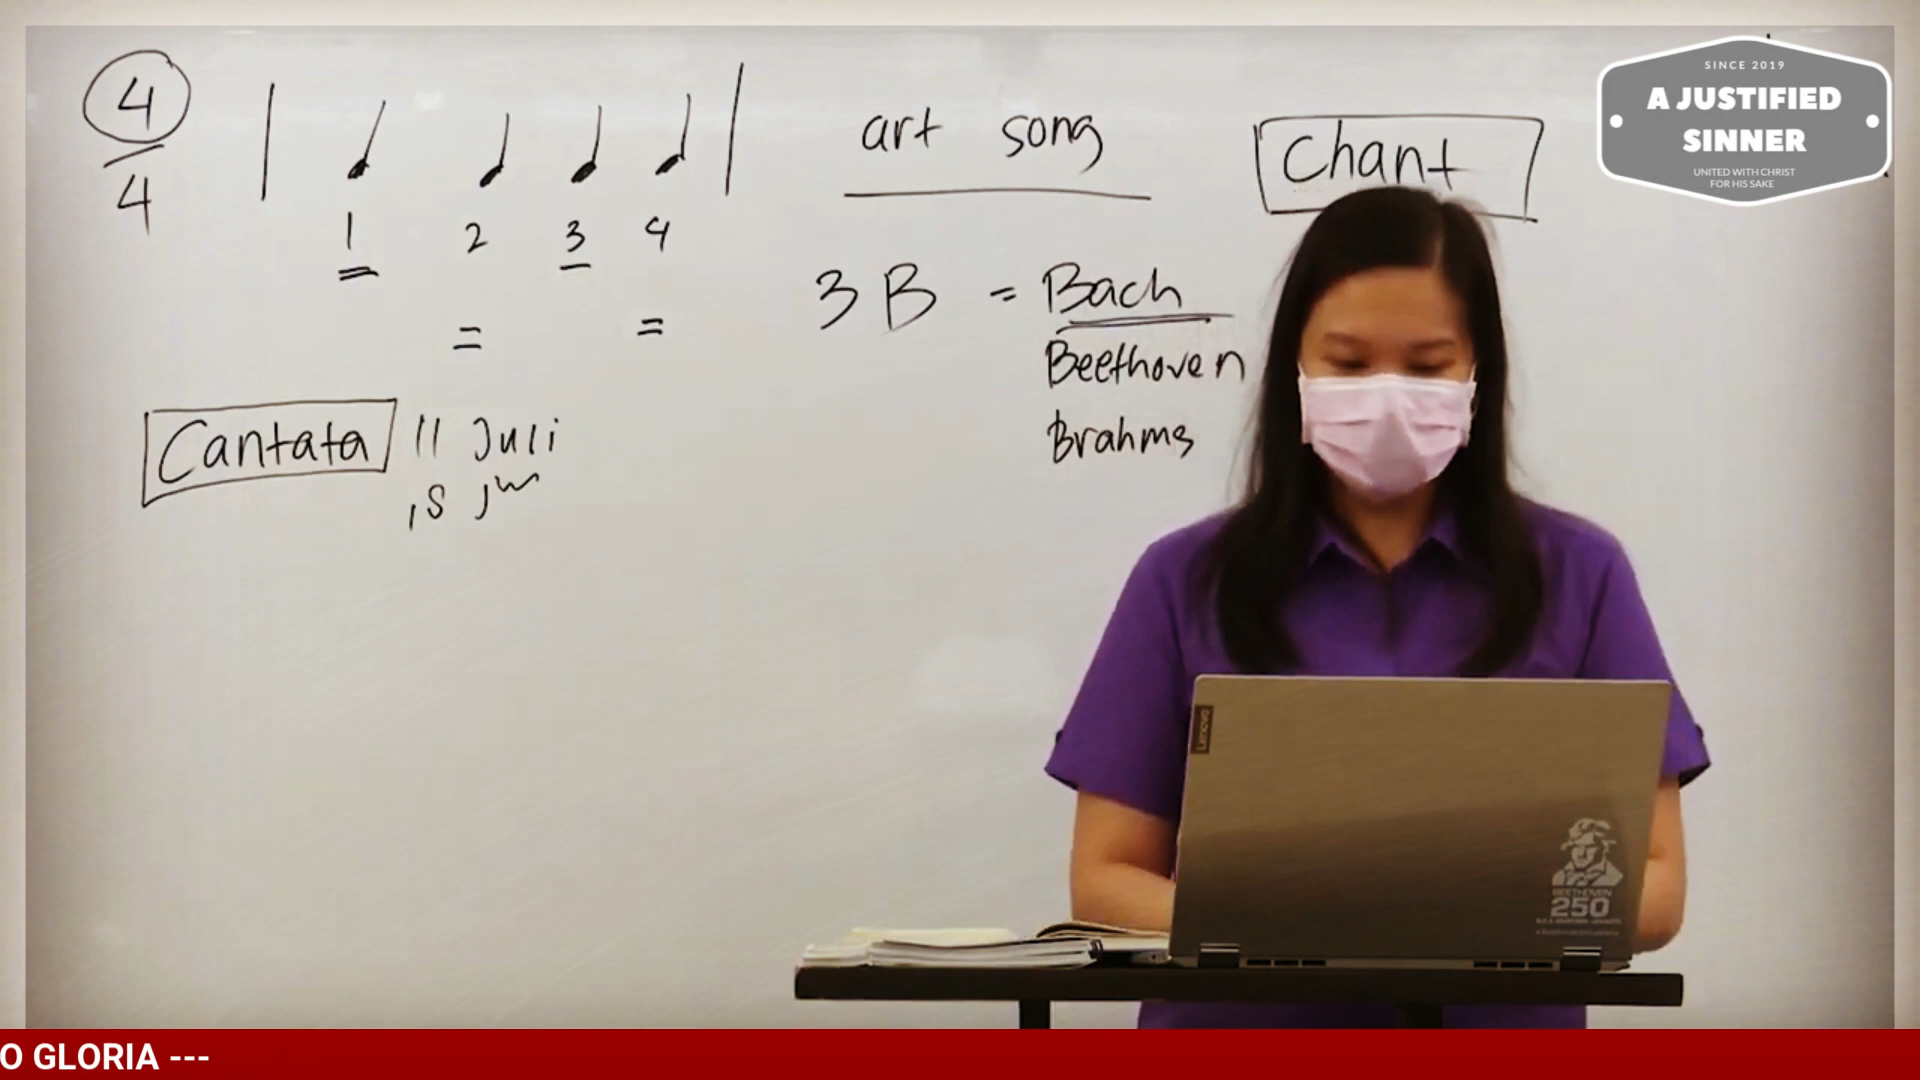 4
4
1 2 3 4
= =
art song
Chant
3 B = Bach
Beethoven
Brahms
Cantata 11 Juli
SINCE 2019
A JUSTIFIED
SINNER
UNITED WITH CHRIST
FOR HIS SAKE
Lenovo
BEETHOVEN
250
O GLORIA ---